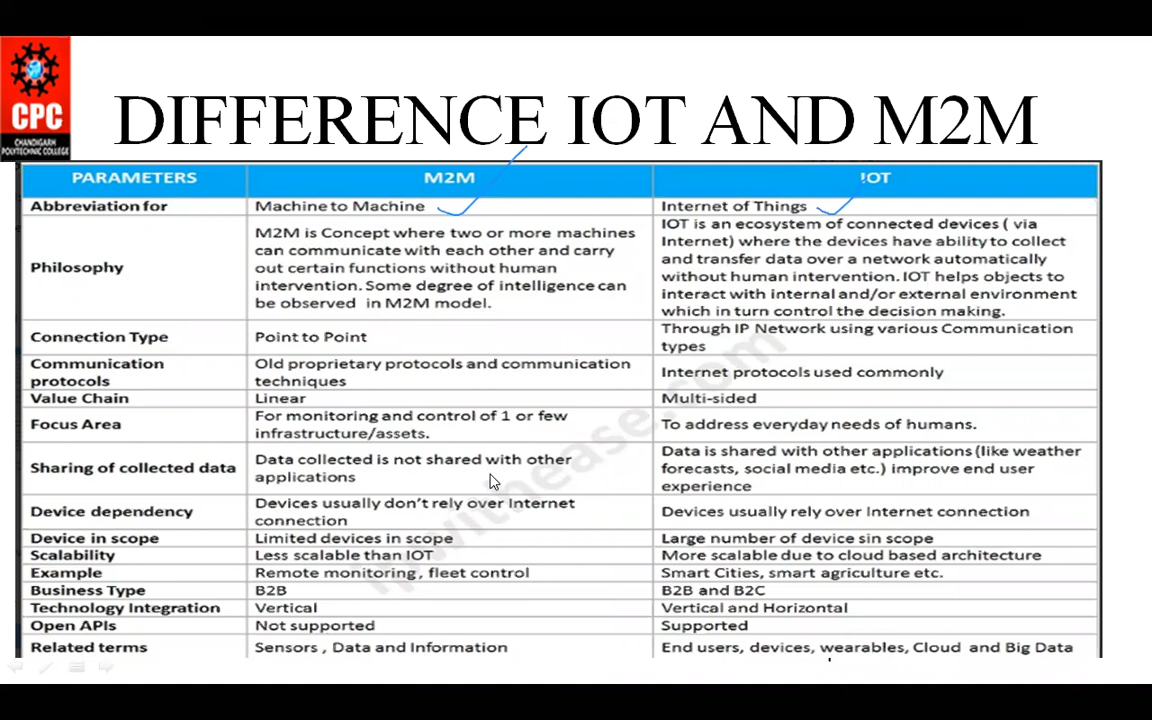 CPC
CHANDIGARH
POLYTECHNIC COLLEGE
DIFFERENCE IOT AND M2M
PARAMETERS M2M IOT
Abbreviation for Machine to Machine Internet of Things
Philosophy
M2M is Concept where two or more machines
can communicate with each other and carry
out certain functions without human
intervention. Some degree of intelligence can
be observed in M2M model.
IOT is an ecosystem of connected devices ( via
Internet) where the devices have ability to collect
and transfer data over a network automatically
without human intervention. IOT helps objects to
interact with internal and/or external environment
which in turn control the decision making.
Connection Type
Point to Point
Through IP Network using various Communication
types
Communication
protocols
Old proprietary protocols and communication
techniques
Internet protocols used commonly
Value Chain Linear Multi-sided
Focus Area
For monitoring and control of 1 or few
infrastructure/assets.
To address everyday needs of humans.
Sharing of collected data
Data collected is not shared with other
applications
Data is shared with other applications (like weather
forecasts, social media etc.) improve end user
experience
Device dependency
Devices usually don't rely over Internet
connection
Devices usually rely over Internet connection
Device in scope Limited devices in scope Large number of device sin scope
Scalability Less scalable than IOT More scalable due to cloud based architecture
Example Remote monitoring, fleet control Smart Cities, smart agriculture etc.
Business Type B2B B2B and B2C
Technology Integration Vertical Vertical and Horizontal
Open APIs Not supported Supported
Related terms Sensors , Data and Information End users, devices, wearables, Cloud and Big Data